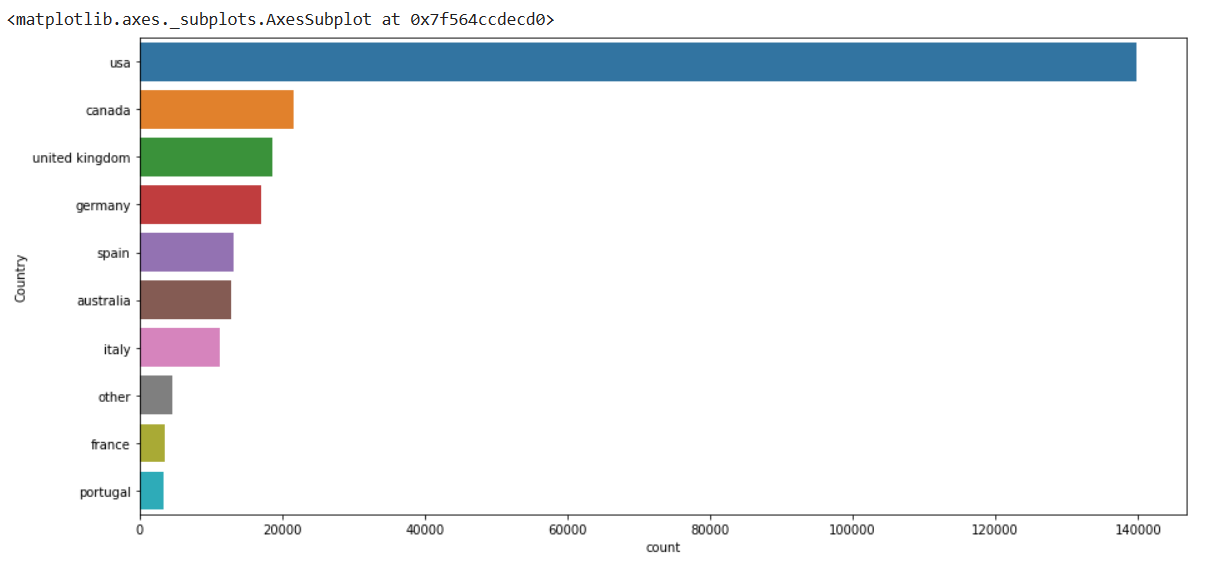 <matplotlib.axes._subplots.AxesSubplot at 0x7f564ccdecd0>
usa
canada
united kingdom
germany
spain
australia
italy
other
france
portugal
Country
0 20000 40000 60000 80000 100000 120000 140000
count